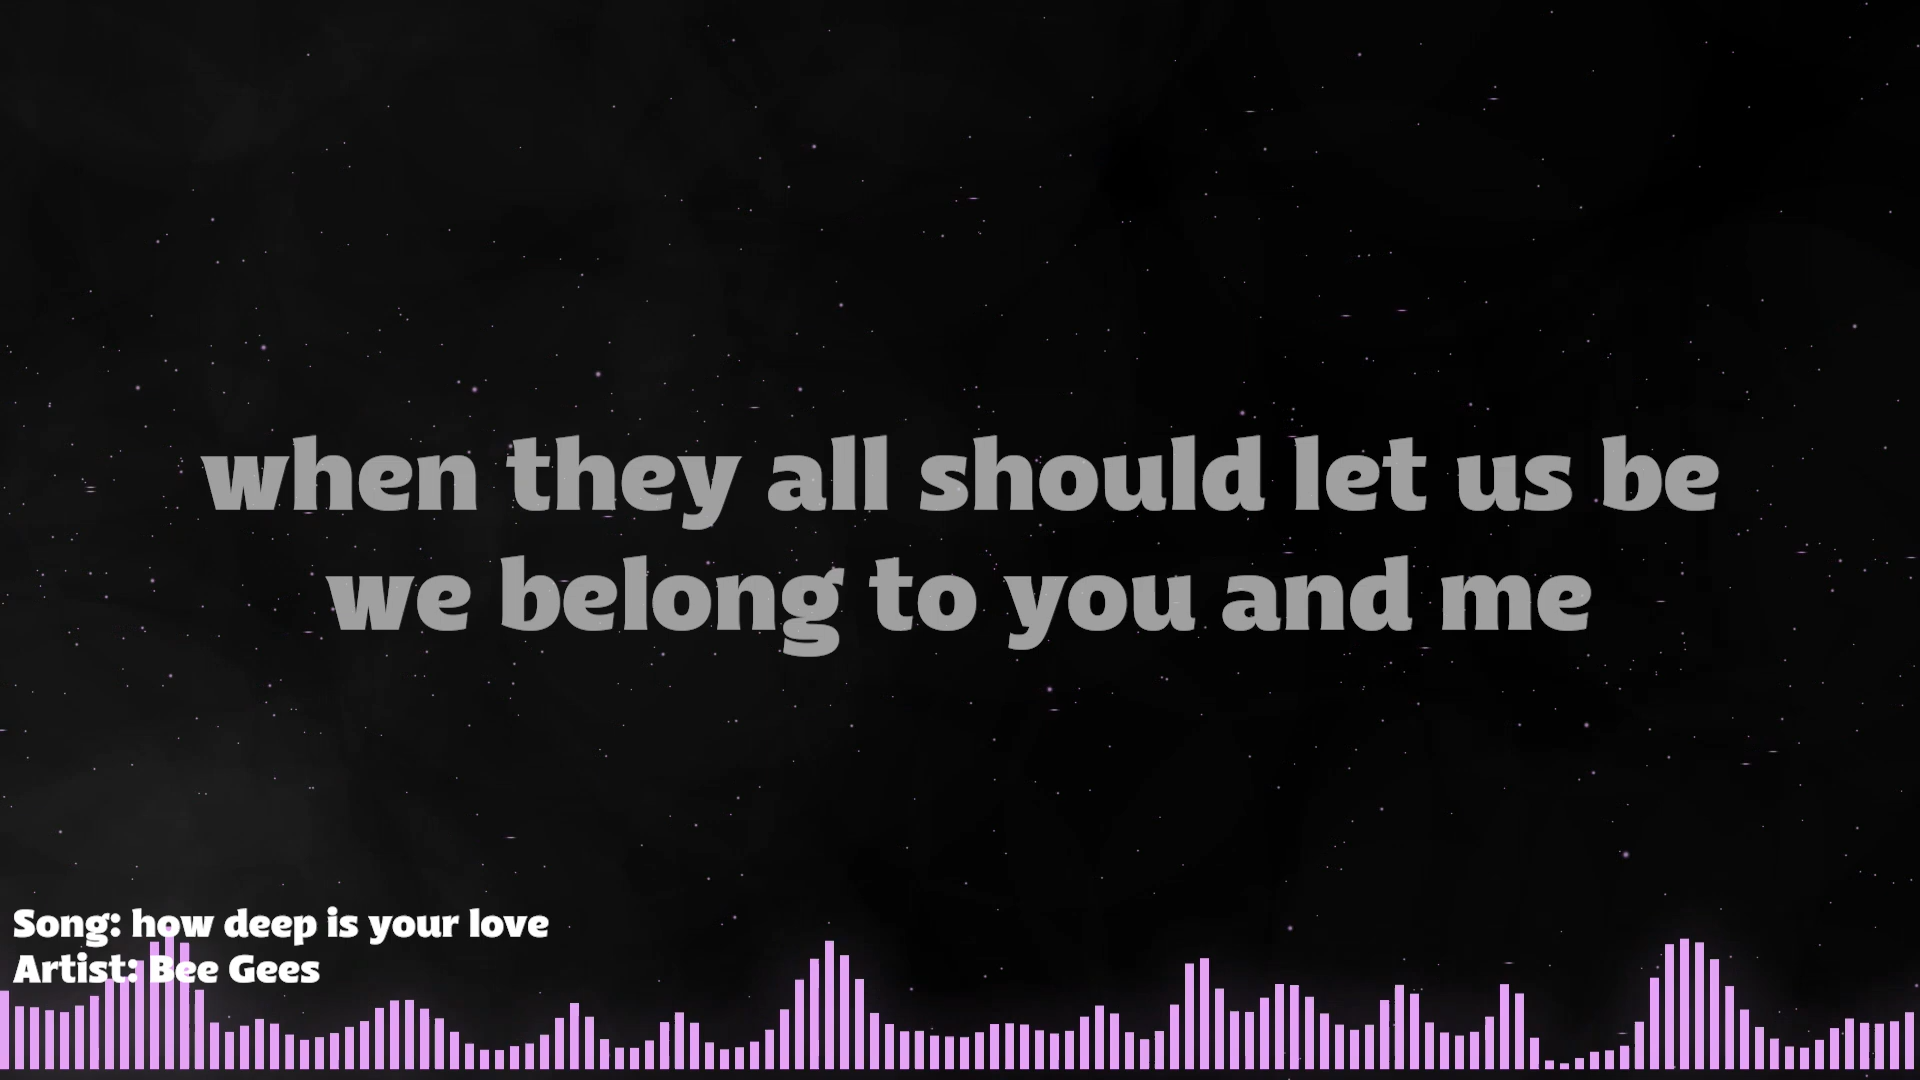 when they all should let us be
we belong to you and me
Song: how deep is your love
Artist: Bee Gees